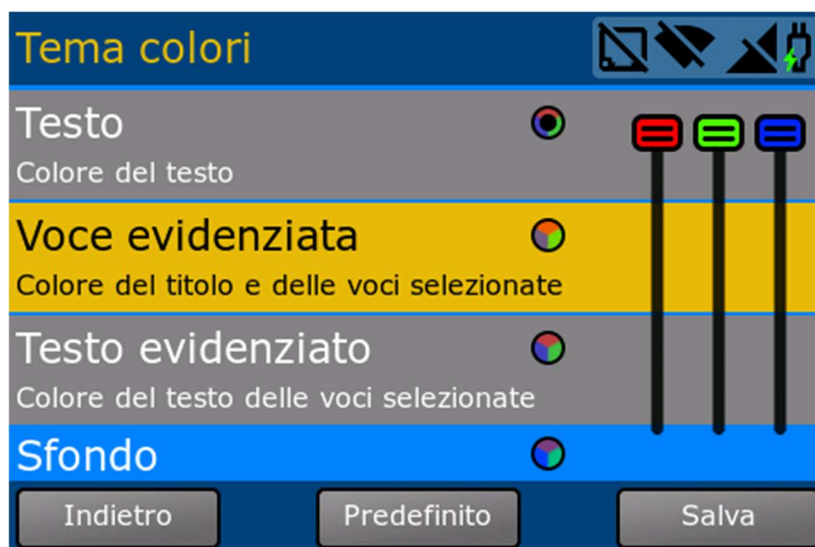 Tema colori
Testo
Colore del testo
Voce evidenziata
Colore del titolo e delle voci selezionate
Testo evidenziato
Colore del testo delle voci selezionate
Sfondo
Indietro Predefinito Salva